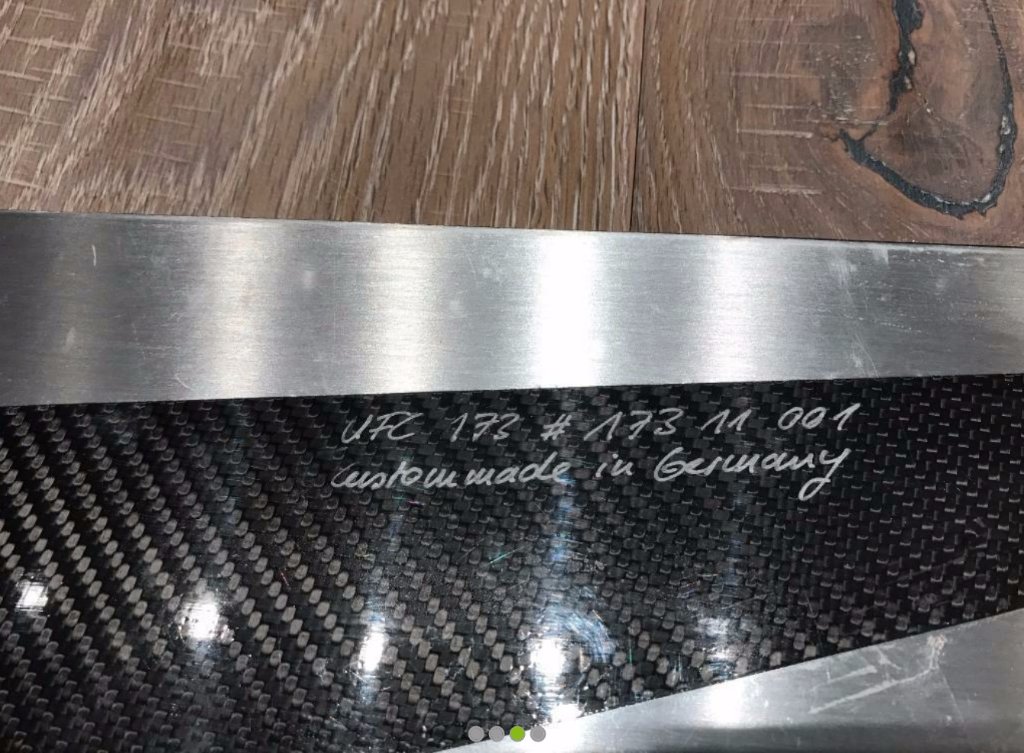 UFC 173 # 173 11 001
custommade in Germany